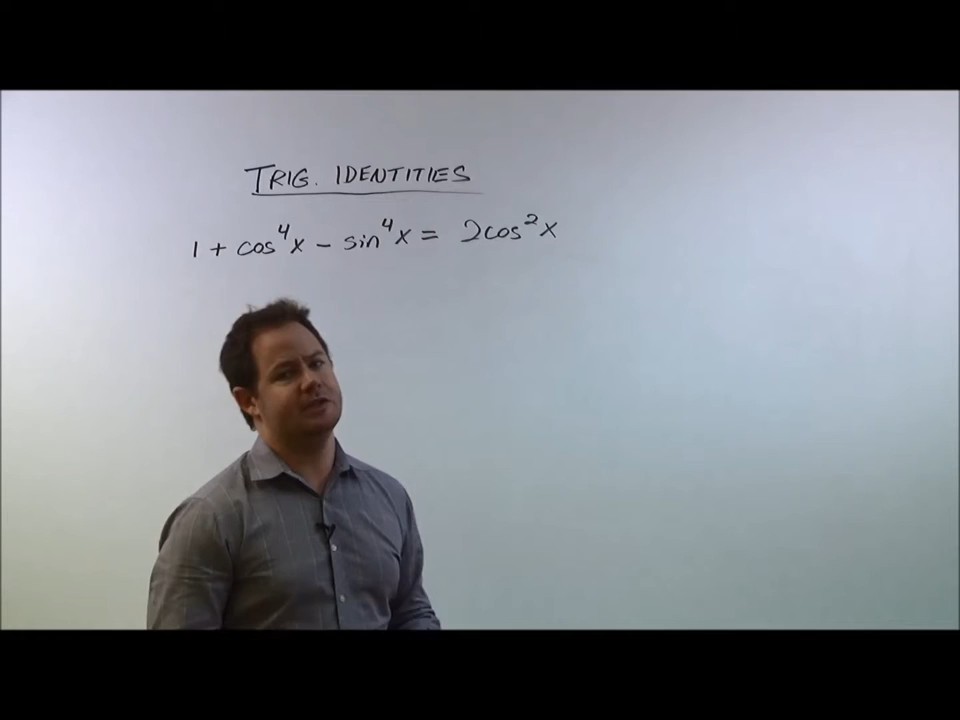 TRIG. IDENTITIES
1 + cos⁴x − sin⁴x = 2cos²x